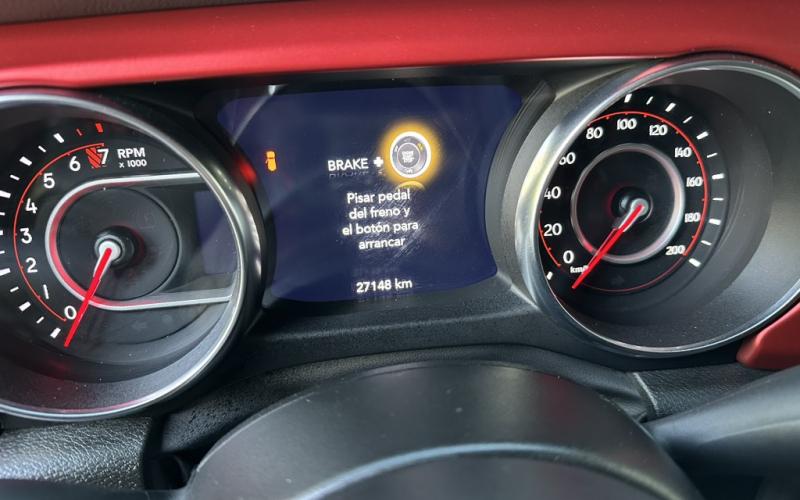 RPM
x 1000
7
6
5
4
3
2
1
0
BRAKE +
Pisar pedal
del freno y
el botón para
arrancar
27148 km
0
20
40
60
80
100
120
140
160
180
200
km/h